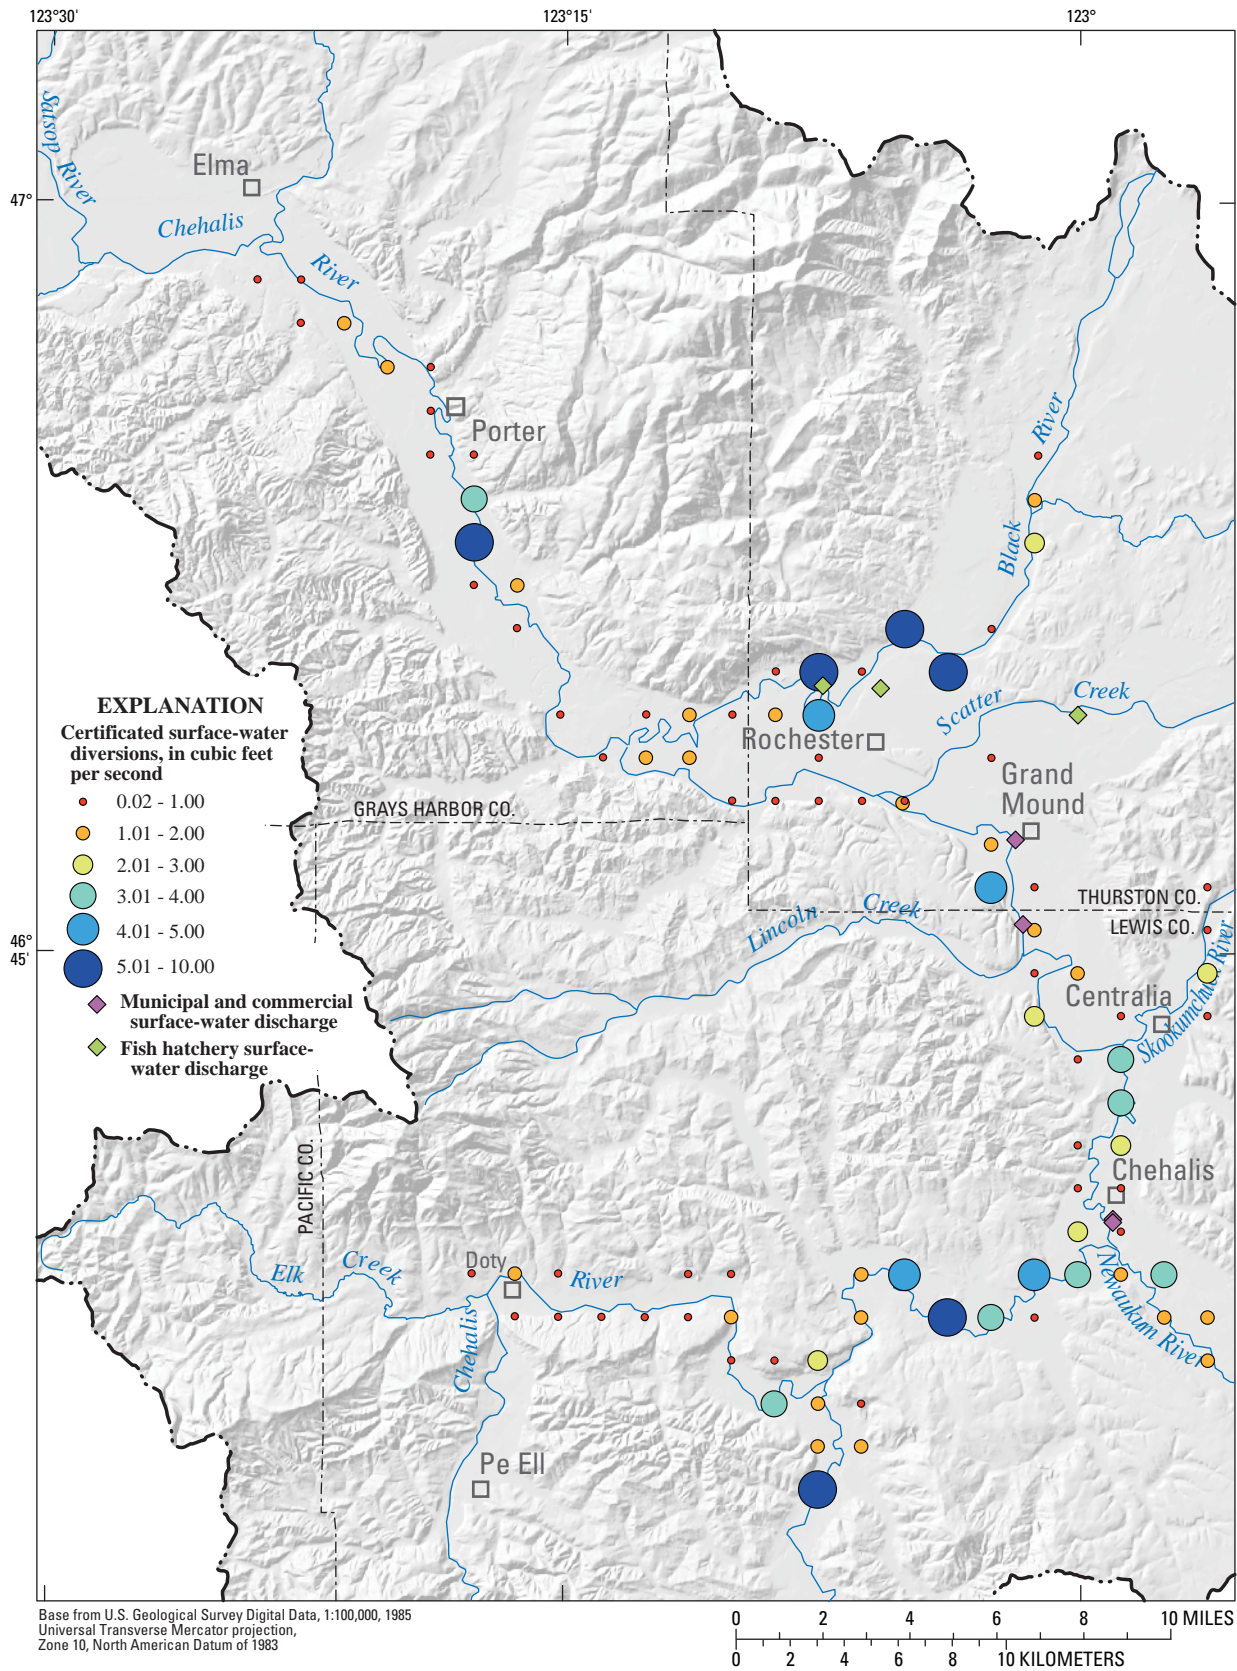 123°30'
123°15'
123°
47°
46°
45'
Satsop River
Elma
Chehalis
River
Porter
River
Black
Scatter
Creek
Rochester
Grand
Mound
GRAYS HARBOR CO.
THURSTON CO.
LEWIS CO.
Lincoln
Creek
Centralia
Skookumchuck River
Chehalis
PACIFIC CO.
Doty
Elk
Creek
River
Chehalis
Newaukum River
Pe Ell
EXPLANATION
Certificated surface-water
diversions, in cubic feet
per second
0.02 - 1.00
1.01 - 2.00
2.01 - 3.00
3.01 - 4.00
4.01 - 5.00
5.01 - 10.00
Municipal and commercial
surface-water discharge
Fish hatchery surface-
water discharge
Base from U.S. Geological Survey Digital Data, 1:100,000, 1985
Universal Transverse Mercator projection,
Zone 10, North American Datum of 1983
0 2 4 6 8 10 MILES
0 2 4 6 8 10 KILOMETERS